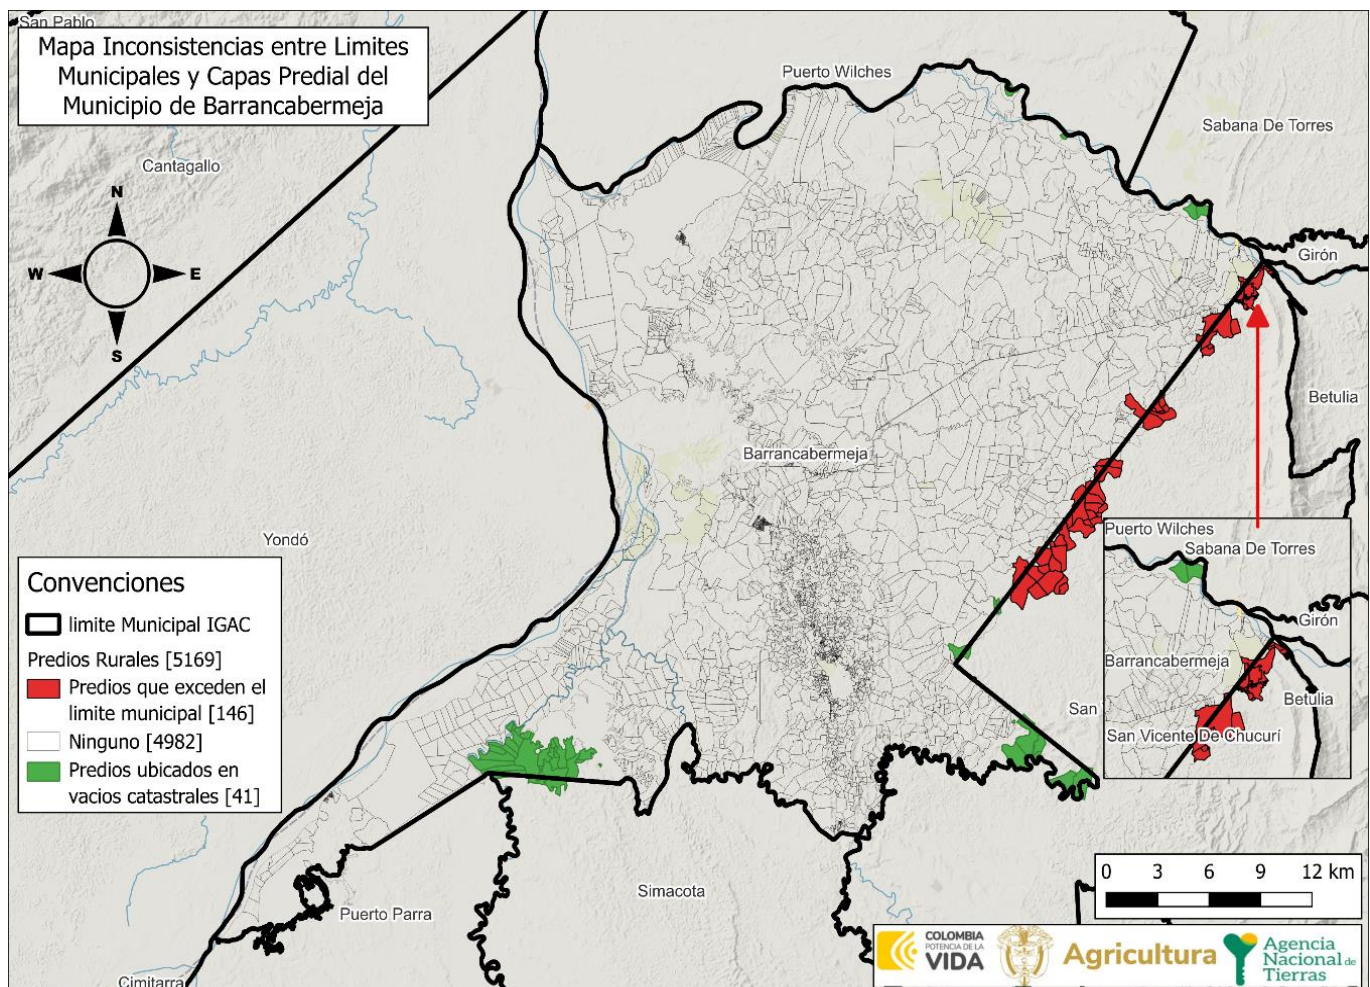 San Pablo
Mapa Inconsistencias entre Limites
Municipales y Capas Predial del
Municipio de Barrancabermeja
Puerto Wilches
Sabana De Torres
Cantagallo
N
W
E
S
Girón
Betulia
Barrancabermeja
Yondó
San
Puerto Wilches
Sabana De Torres
Girón
Barrancabermeja
Betulia
San Vicente De Chucurí
Convenciones
limite Municipal IGAC
Predios Rurales [5169]
Predios que exceden el
limite municipal [146]
Ninguno [4982]
Predios ubicados en
vacios catastrales [41]
Simacota
Puerto Parra
Cimitarra
0 3 6 9 12 km
COLOMBIA
POTENCIA DE LA
VIDA
Agricultura
Agencia
Nacional de
Tierras